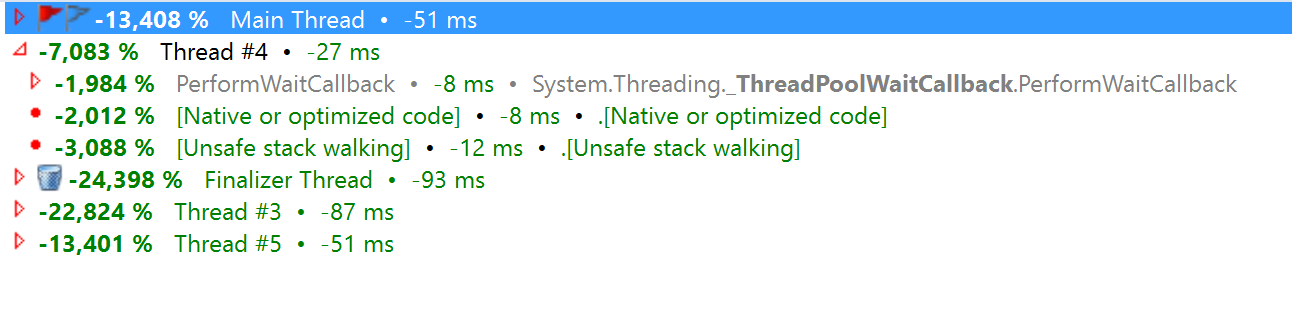 -13,408 % Main Thread • -51 ms
-7,083 % Thread #4 • -27 ms
-1,984 % PerformWaitCallback • -8 ms • System.Threading._ThreadPoolWaitCallback.PerformWaitCallback
-2,012 % [Native or optimized code] • -8 ms • .[Native or optimized code]
-3,088 % [Unsafe stack walking] • -12 ms • .[Unsafe stack walking]
-24,398 % Finalizer Thread • -93 ms
-22,824 % Thread #3 • -87 ms
-13,401 % Thread #5 • -51 ms